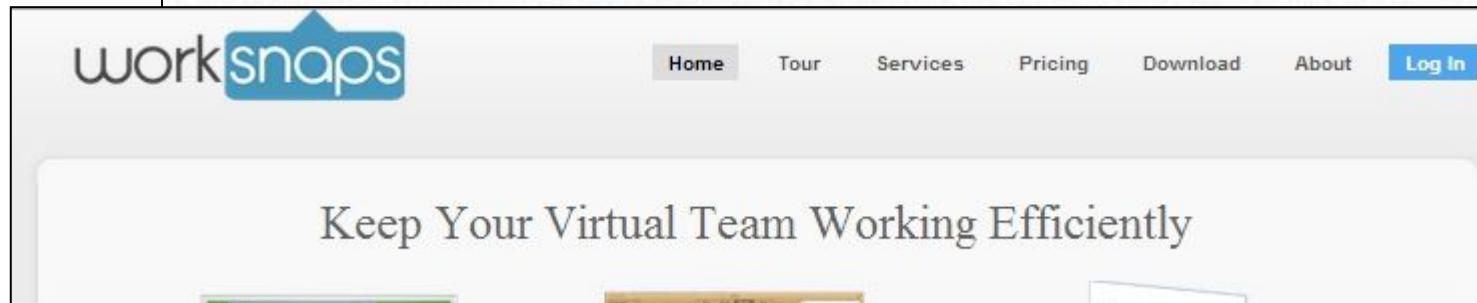 worksnaps
Home Tour Services Pricing Download About Log In
Keep Your Virtual Team Working Efficiently